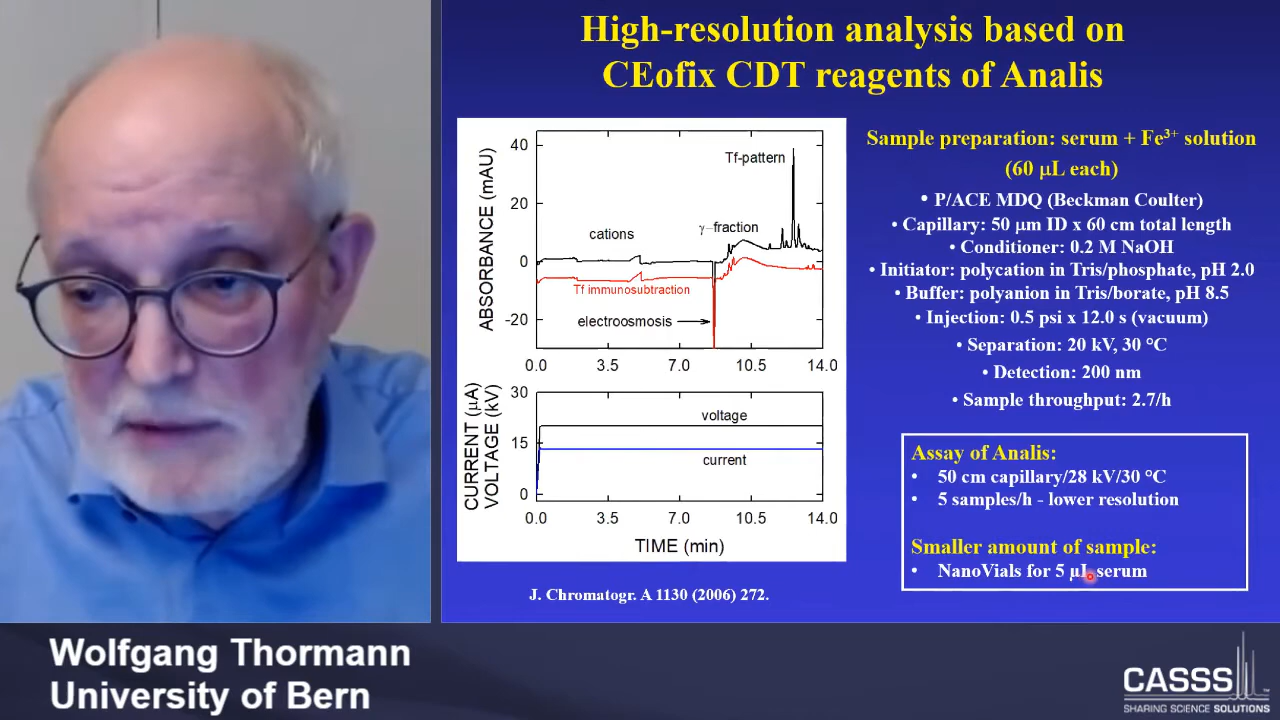 High-resolution analysis based on
CEofix CDT reagents of Analis
40
20
0
-20
ABSORBANCE (mAU)
Tf-pattern
cations
γ–fraction
Tf immunosubtraction
electroosmosis
0.0 3.5 7.0 10.5 14.0
30
15
0
CURRENT (μA)
VOLTAGE (kV)
voltage
current
0.0 3.5 7.0 10.5 14.0
TIME (min)
J. Chromatogr. A 1130 (2006) 272.
Sample preparation: serum + Fe³⁺ solution
(60 μL each)
• P/ACE MDQ (Beckman Coulter)
• Capillary: 50 μm ID x 60 cm total length
• Conditioner: 0.2 M NaOH
• Initiator: polycation in Tris/phosphate, pH 2.0
• Buffer: polyanion in Tris/borate, pH 8.5
• Injection: 0.5 psi x 12.0 s (vacuum)
• Separation: 20 kV, 30 °C
• Detection: 200 nm
• Sample throughput: 2.7/h
Assay of Analis:
• 50 cm capillary/28 kV/30 °C
• 5 samples/h - lower resolution
Smaller amount of sample:
• NanoVials for 5 μL serum
Wolfgang Thormann
University of Bern
CASSS
SHARING SCIENCE SOLUTIONS